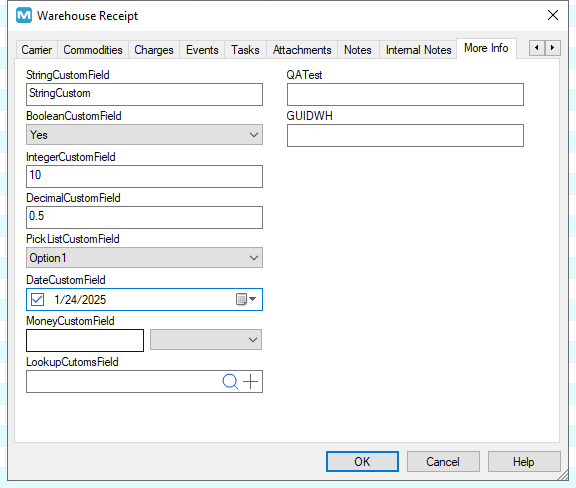 Warehouse Receipt
Carrier Commodities Charges Events Tasks Attachments Notes Internal Notes More Info
StringCustomField
StringCustom
BooleanCustomField
Yes
IntegerCustomField
10
DecimalCustomField
0.5
PickListCustomField
Option1
DateCustomField
1/24/2025
MoneyCustomField
LookupCutomsField
QATest
GUIDWH
OK Cancel Help